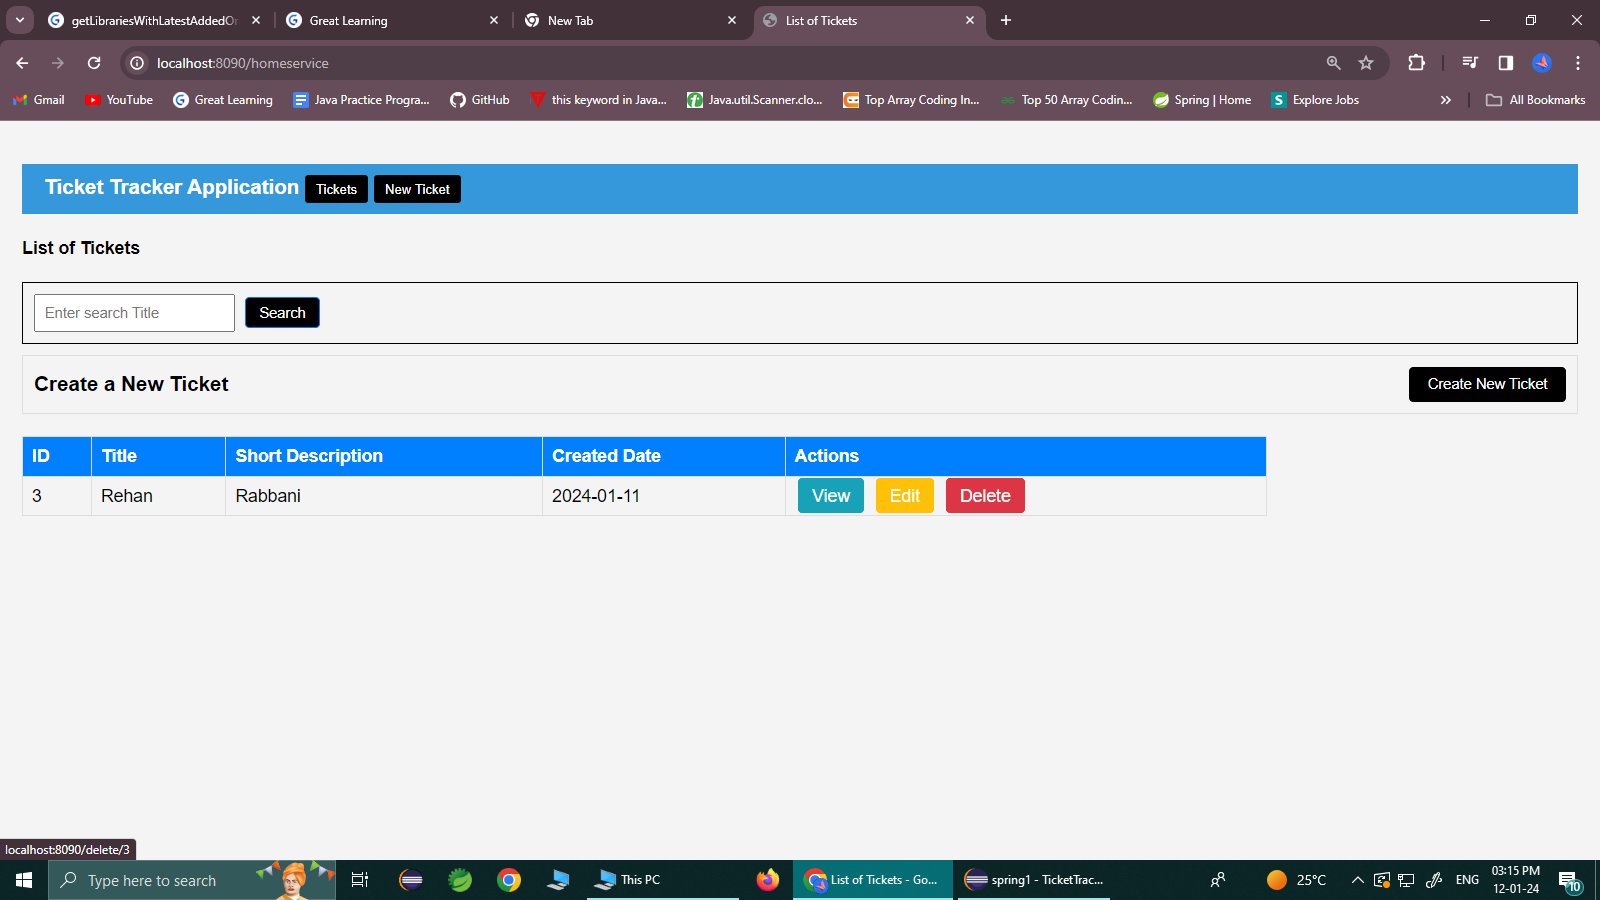 getLibrariesWithLatestAddedOr
Great Learning
New Tab
List of Tickets
localhost:8090/homeservice
Gmail
YouTube
Great Learning
Java Practice Progra...
GitHub
this keyword in Java...
Java.util.Scanner.clo...
Top Array Coding In...
Top 50 Array Codin...
Spring | Home
Explore Jobs
All Bookmarks
Ticket Tracker Application Tickets New Ticket
List of Tickets
Enter search Title Search
Create a New Ticket Create New Ticket
ID Title Short Description Created Date Actions
3 Rehan Rabbani 2024-01-11 View Edit Delete
localhost:8090/delete/3
Type here to search
This PC
List of Tickets - Go...
spring1 - TicketTrac...
25°C
ENG
03:15 PM
12-01-24
10